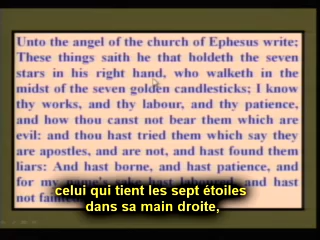 Unto the angel of the church of Ephesus write;
These things saith he that holdeth the seven
stars in his right hand, who walketh in the
midst of the seven golden candlesticks; I know
thy works, and thy labour, and thy patience,
and how thou canst not bear them which are
evil: and thou hast tried them which say they
are apostles, and are not, and hast found them
liars: And hast borne, and hast patience, and
for my hast
not
celui qui tient les sept étoiles
dans sa main droite,